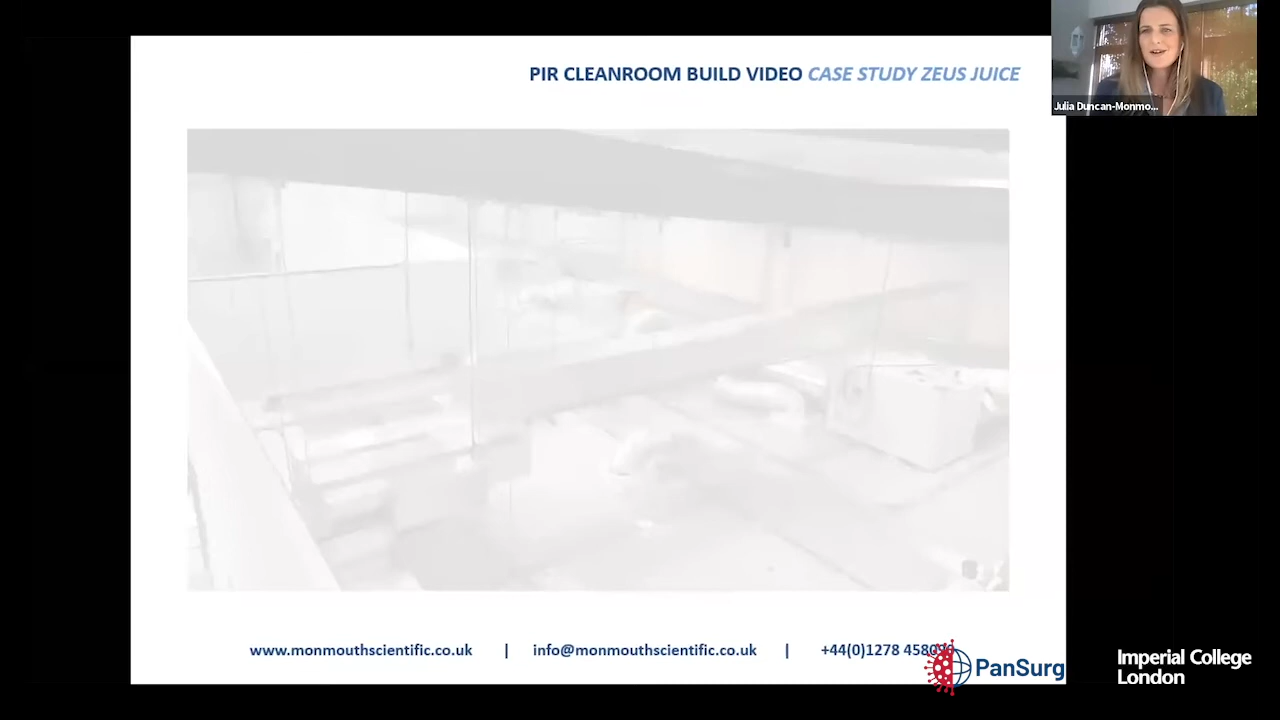 PIR CLEANROOM BUILD VIDEO CASE STUDY ZEUS JUICE
Julia Duncan-Monmo...
www.monmouthscientific.co.uk | info@monmouthscientific.co.uk | +44(0)1278
PanSurg
Imperial College
London